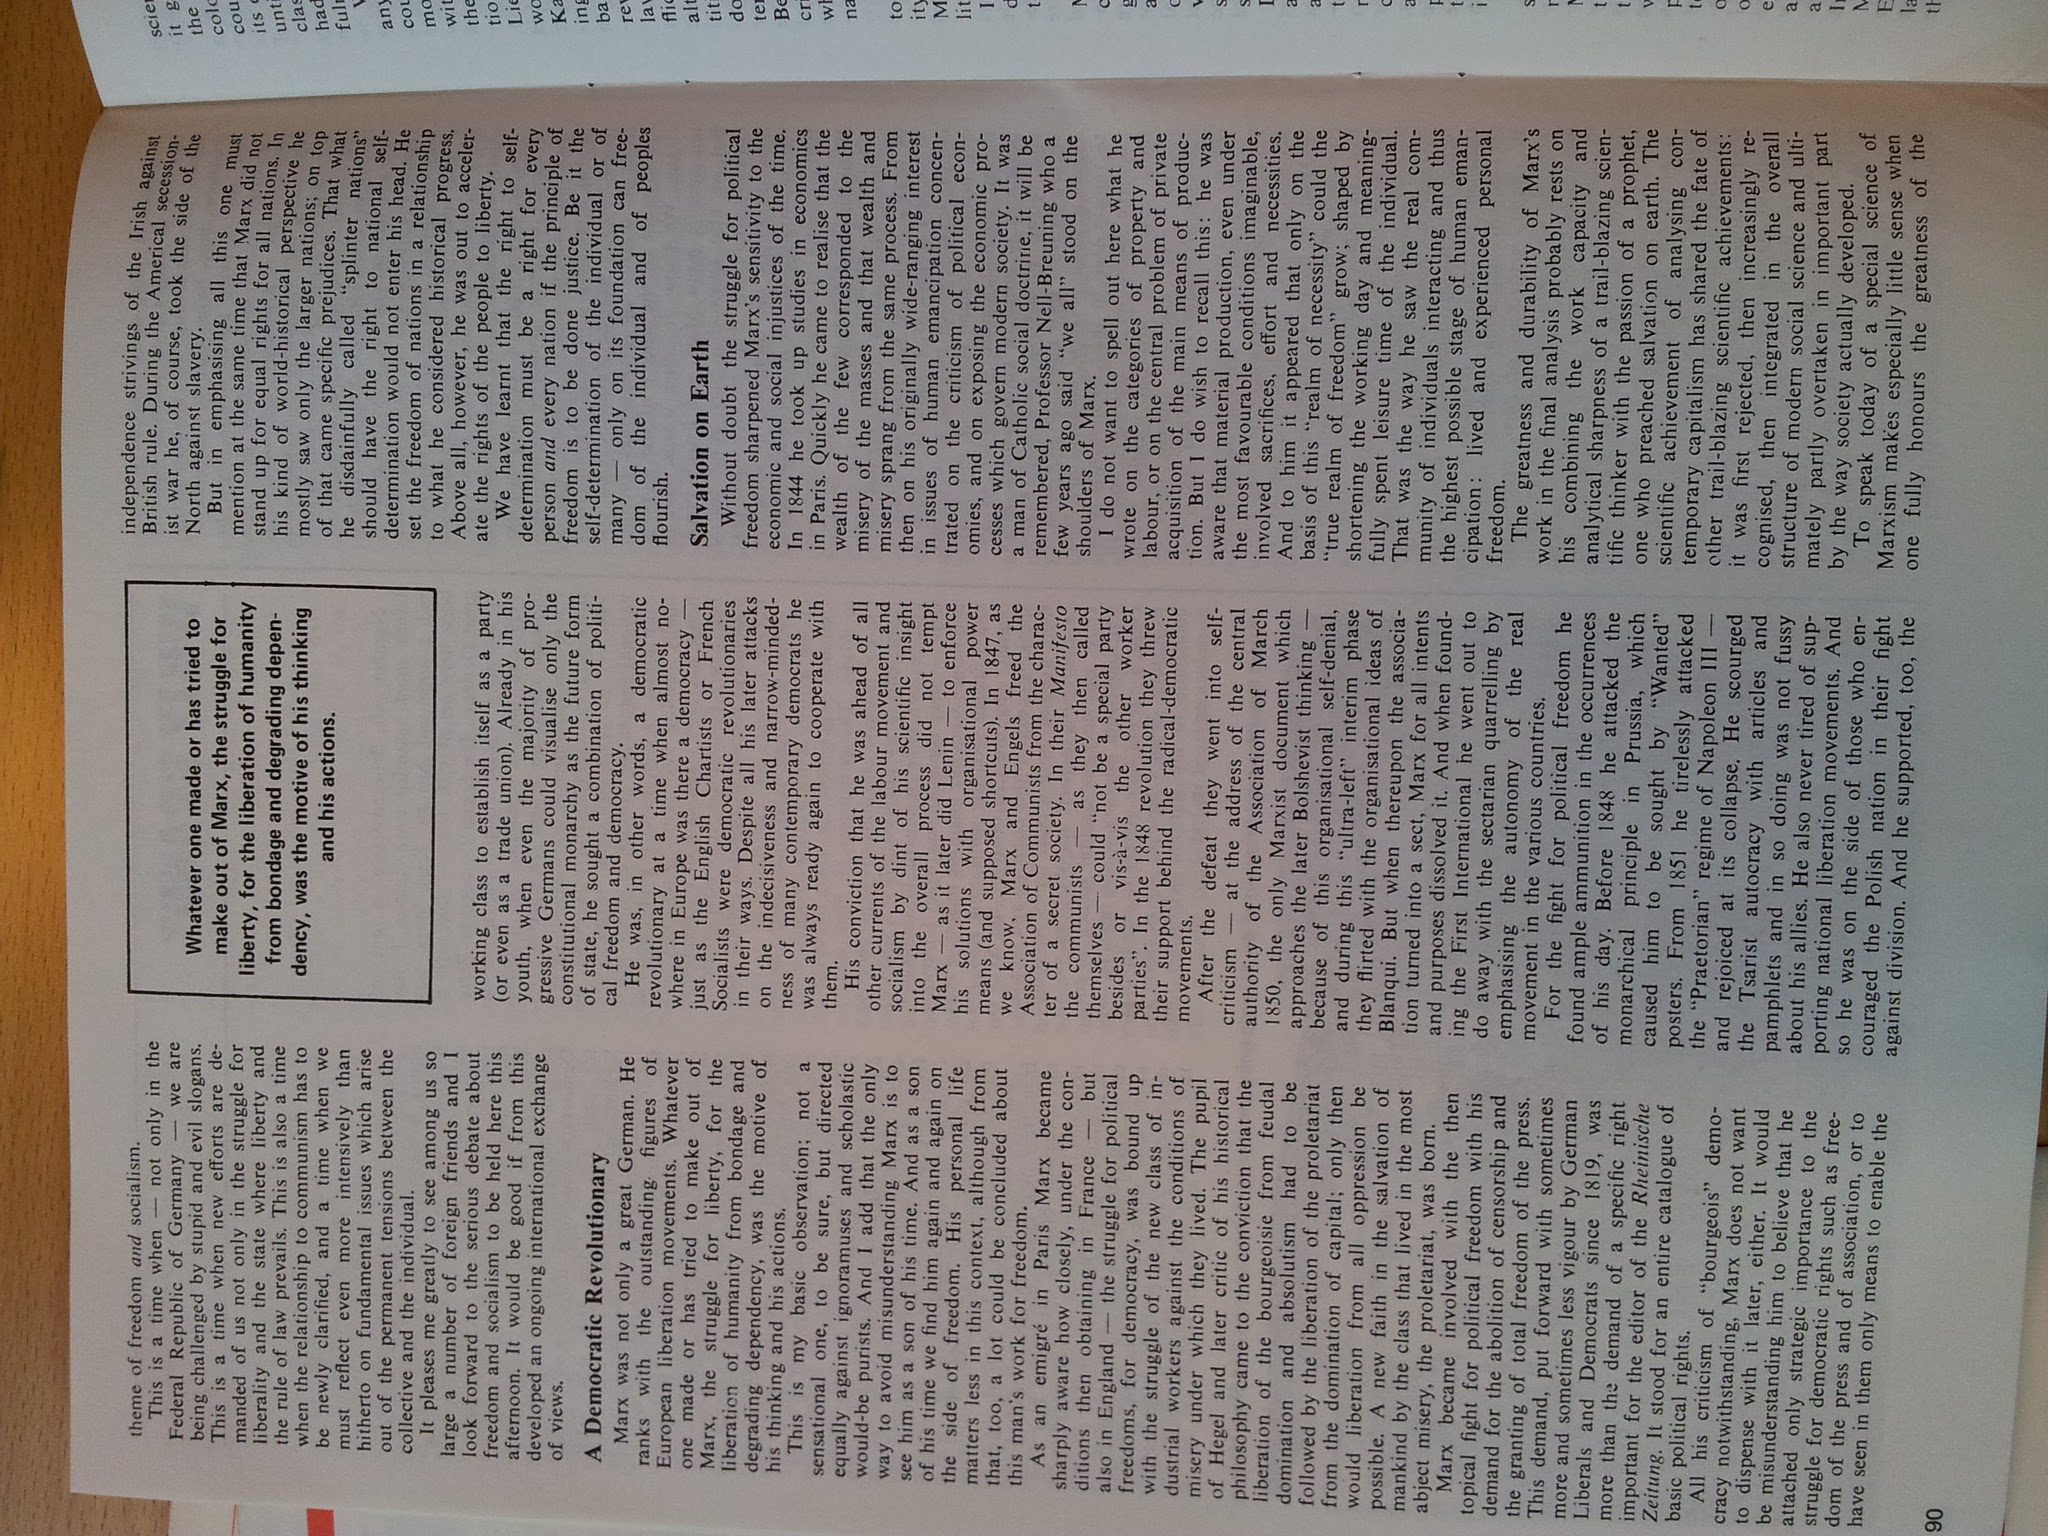 theme of freedom and socialism.
This is a time when — not only in the
Federal Republic of Germany — we are
being challenged by stupid and evil slogans.
This is a time when new efforts are de-
manded of us not only in the struggle for
liberality and the state where liberty and
the rule of law prevails. This is also a time
when the relationship to communism has to
be newly clarified, and a time when we
must reflect even more intensively than
hitherto on fundamental issues which arise
out of the permanent tensions between the
collective and the individual.
It pleases me greatly to see among us so
large a number of foreign friends and I
look forward to the serious debate about
freedom and socialism to be held here this
afternoon. It would be good if from this
developed an ongoing international exchange
of views.
A Democratic Revolutionary
Marx was not only a great German. He
ranks with the outstanding figures of
European liberation movements. Whatever
one made or has tried to make out of
Marx, the struggle for liberty, for the
liberation of humanity from bondage and
degrading dependency, was the motive of
his thinking and his actions.
This is my basic observation; not a
sensational one, to be sure, but directed
equally against ignoramuses and scholastic
would-be purists. And I add that the only
way to avoid misunderstanding Marx is to
see him as a son of his time. And as a son
of his time we find him again and again on
the side of freedom. His personal life
matters less in this context, although from
that, too, a lot could be concluded about
this man's work for freedom.
As an emigré in Paris Marx became
sharply aware how closely, under the con-
ditions then obtaining in France — but
also in England — the struggle for political
freedoms, for democracy, was bound up
with the struggle of the new class of in-
dustrial workers against the conditions of
misery under which they lived. The pupil
of Hegel and later critic of his historical
philosophy came to the conviction that the
liberation of the bourgeoisie from feudal
domination and absolutism had to be
followed by the liberation of the proletariat
from the domination of capital; only then
would liberation from all oppression be
possible. A new faith in the salvation of
mankind by the class that lived in the most
abject misery, the proletariat, was born.
Marx became involved with the then
topical fight for political freedom with his
demand for the abolition of censorship and
the granting of total freedom of the press.
This demand, put forward with sometimes
more and sometimes less vigour by German
Liberals and Democrats since 1819, was
more than the demand of a specific right
important for the editor of the Rheinische
Zeitung. It stood for an entire catalogue of
basic political rights.
All his criticism of "bourgeois" demo-
cracy notwithstanding, Marx does not want
to dispense with it later, either. It would
be misunderstanding him to believe that he
attached only strategic importance to the
struggle for democratic rights such as free-
dom of the press and of association, or to
have seen in them only means to enable the
90
Whatever one made or has tried to
make out of Marx, the struggle for
liberty, for the liberation of humanity
from bondage and degrading depen-
dency, was the motive of his thinking
and his actions.
working class to establish itself as a party
(or even as a trade union). Already in his
youth, when even the majority of pro-
gressive Germans could visualise only the
constitutional monarchy as the future form
of state, he sought a combination of politi-
cal freedom and democracy.
He was, in other words, a democratic
revolutionary at a time when almost no-
where in Europe was there a democracy —
just as the English Chartists or French
Socialists were democratic revolutionaries
in their ways. Despite all his later attacks
on the indecisiveness and narrow-minded-
ness of many contemporary democrats he
was always ready again to cooperate with
them.
His conviction that he was ahead of all
other currents of the labour movement and
socialism by dint of his scientific insight
into the overall process did not tempt
Marx — as it later did Lenin — to enforce
his solutions with organisational power
means (and supposed shortcuts). In 1847, as
we know, Marx and Engels freed the
Association of Communists from the charac-
ter of a secret society. In their Manifesto
the communists — as they then called
themselves — could "not be a special party
besides or vis-à-vis the other worker
parties". In the 1848 revolution they threw
their support behind the radical-democratic
movements.
After the defeat they went into self-
criticism — at the address of the central
authority of the Association of March
1850, the only Marxist document which
approaches the later Bolshevist thinking —
because of this organisational self-denial,
and during this "ultra-left" interim phase
they flirted with the organisational ideas of
Blanqui. But when thereupon the associa-
tion turned into a sect, Marx for all intents
and purposes dissolved it. And when found-
ing the First International he went out to
do away with the sectarian quarrelling by
emphasising the autonomy of the real
movement in the various countries.
For the fight for political freedom he
found ample ammunition in the occurrences
of his day. Before 1848 he attacked the
monarchical principle in Prussia, which
caused him to be sought by "Wanted"
posters. From 1851 he tirelessly attacked
the "Praetorian" regime of Napoleon III —
and rejoiced at its collapse. He scourged
the Tsarist autocracy with articles and
pamphlets and in so doing was not fussy
about his allies. He also never tired of sup-
porting national liberation movements. And
so he was on the side of those who en-
couraged the Polish nation in their fight
against division. And he supported, too, the
independence strivings of the Irish against
British rule. During the Americal secession-
ist war he, of course, took the side of the
North against slavery.
But in emphasising all this one must
mention at the same time that Marx did not
stand up for equal rights for all nations. In
his kind of world-historical perspective he
mostly saw only the larger nations; on top
of that came specific prejudices. That what
he disdainfully called "splinter nations"
should have the right to national self-
determination would not enter his head. He
set the freedom of nations in a relationship
to what he considered historical progress.
Above all, however, he was out to acceler-
ate the rights of the people to liberty.
We have learnt that the right to self-
determination must be a right for every
person and every nation if the principle of
freedom is to be done justice. Be it the
self-determination of the individual or of
many — only on its foundation can free-
dom of the individual and of peoples
flourish.
Salvation on Earth
Without doubt the struggle for political
freedom sharpened Marx's sensitivity to the
economic and social injustices of the time.
In 1844 he took up studies in economics
in Paris. Quickly he came to realise that the
wealth of the few corresponded to the
misery of the masses and that wealth and
misery sprang from the same process. From
then on his originally wide-ranging interest
in issues of human emancipation concen-
trated on the criticism of political econ-
omies, and on exposing the economic pro-
cesses which govern modern society. It was
a man of Catholic social doctrine, it will be
remembered, Professor Nell-Breuning who a
few years ago said "we all" stood on the
shoulders of Marx.
I do not want to spell out here what he
wrote on the categories of property and
labour, or on the central problem of private
acquisition of the main means of produc-
tion. But I do wish to recall this: he was
aware that material production, even under
the most favourable conditions imaginable,
involved sacrifices, effort and necessities.
And to him it appeared that only on the
basis of this "realm of necessity" could the
"true realm of freedom" grow; shaped by
shortening the working day and meaning-
fully spent leisure time of the individual.
That was the way he saw the real com-
munity of individuals interacting and thus
the highest possible stage of human eman-
cipation: lived and experienced personal
freedom.
The greatness and durability of Marx's
work in the final analysis probably rests on
his combining the work capacity and
analytical sharpness of a trail-blazing scien-
tific thinker with the passion of a prophet,
one who preached salvation on earth. The
scientific achievement of analysing con-
temporary capitalism has shared the fate of
other trail-blazing scientific achievements:
it was first rejected, then increasingly re-
cognised, then integrated in the overall
structure of modern social science and ulti-
mately partly overtaken in important part
by the way society actually developed.
To speak today of a special science of
Marxism makes especially little sense when
one fully honours the greatness of the